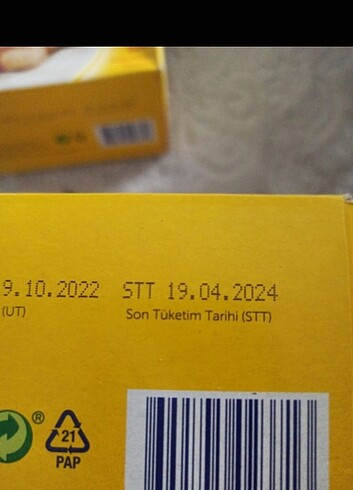 9.10.2022 STT 19.04.2024
(UT) Son Tüketim Tarihi (STT)
®
21
PAP